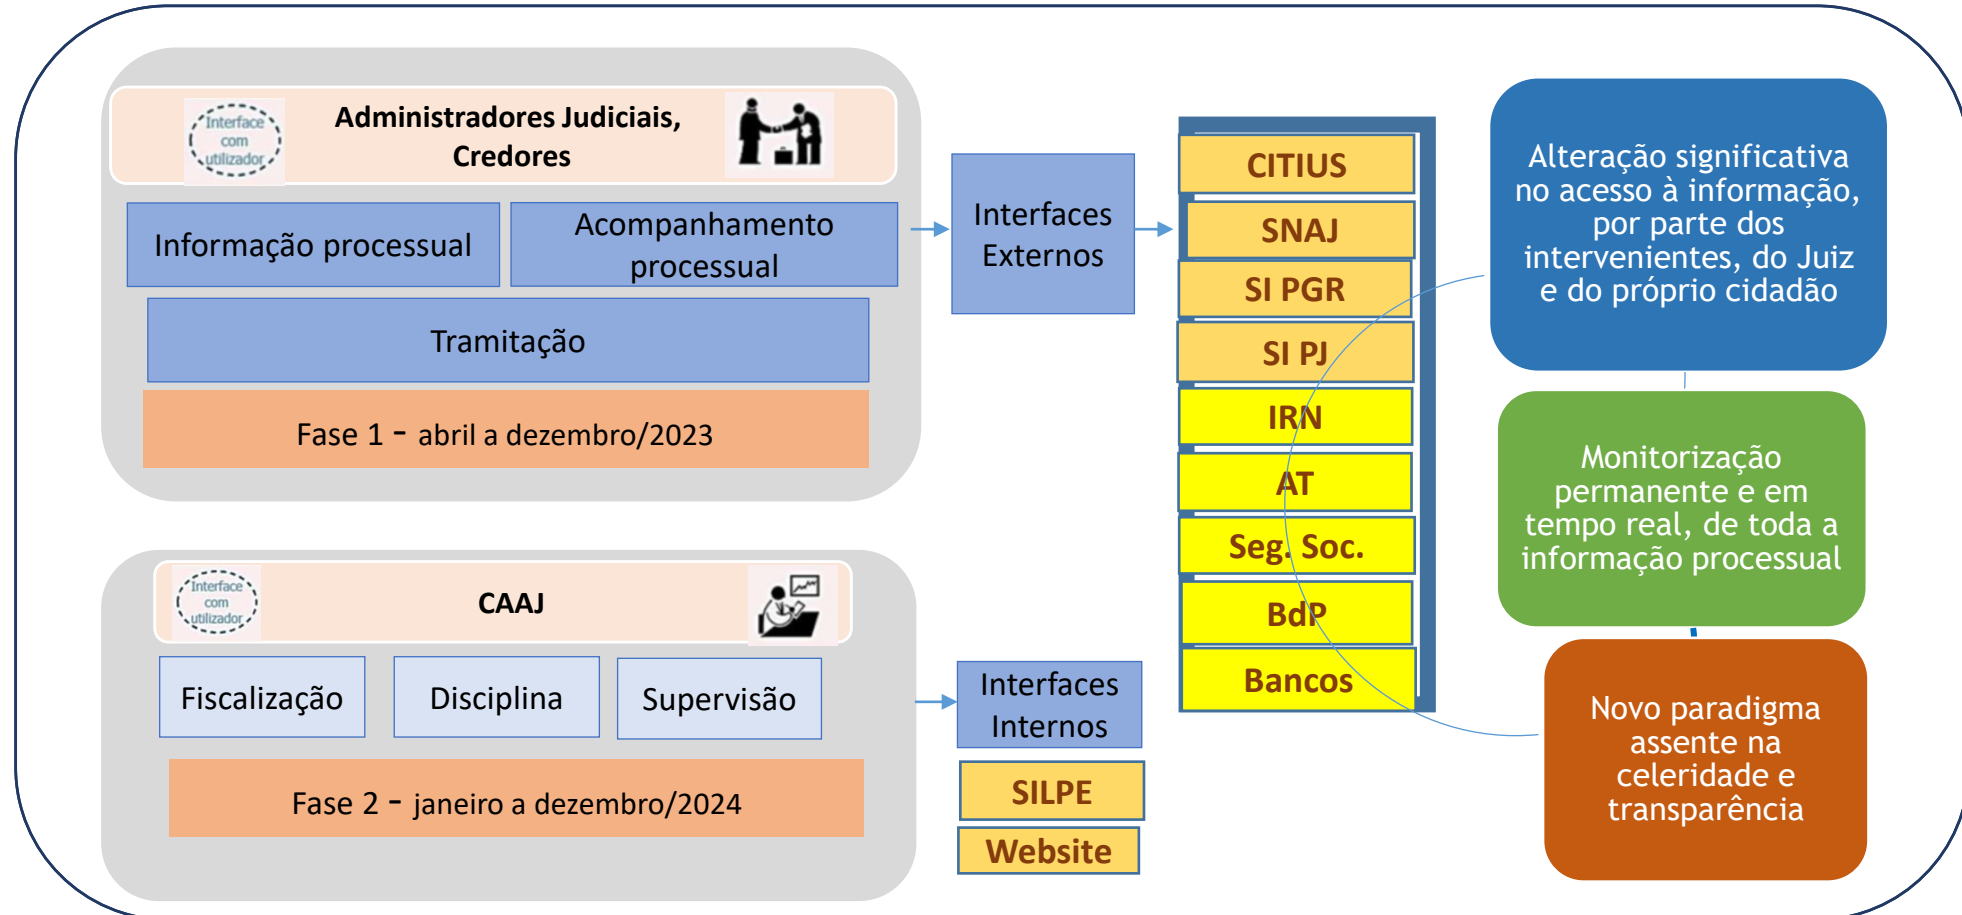 Interface
com
utilizador
Administradores Judiciais,
Credores
Informação processual
Acompanhamento
processual
Tramitação
Fase 1 - abril a dezembro/2023
Interfaces
Externos
CITIUS
SNAJ
SI PGR
SI PJ
IRN
AT
Seg. Soc.
BdP
Bancos
Alteração significativa
no acesso à informação,
por parte dos
intervenientes, do Juiz
e do próprio cidadão
Monitorização
permanente e em
tempo real, de toda a
informação processual
Novo paradigma
assente na
celeridade e
transparência
Interface
com
utilizador
CAAJ
Fiscalização
Disciplina
Supervisão
Fase 2 - janeiro a dezembro/2024
Interfaces
Internos
SILPE
Website